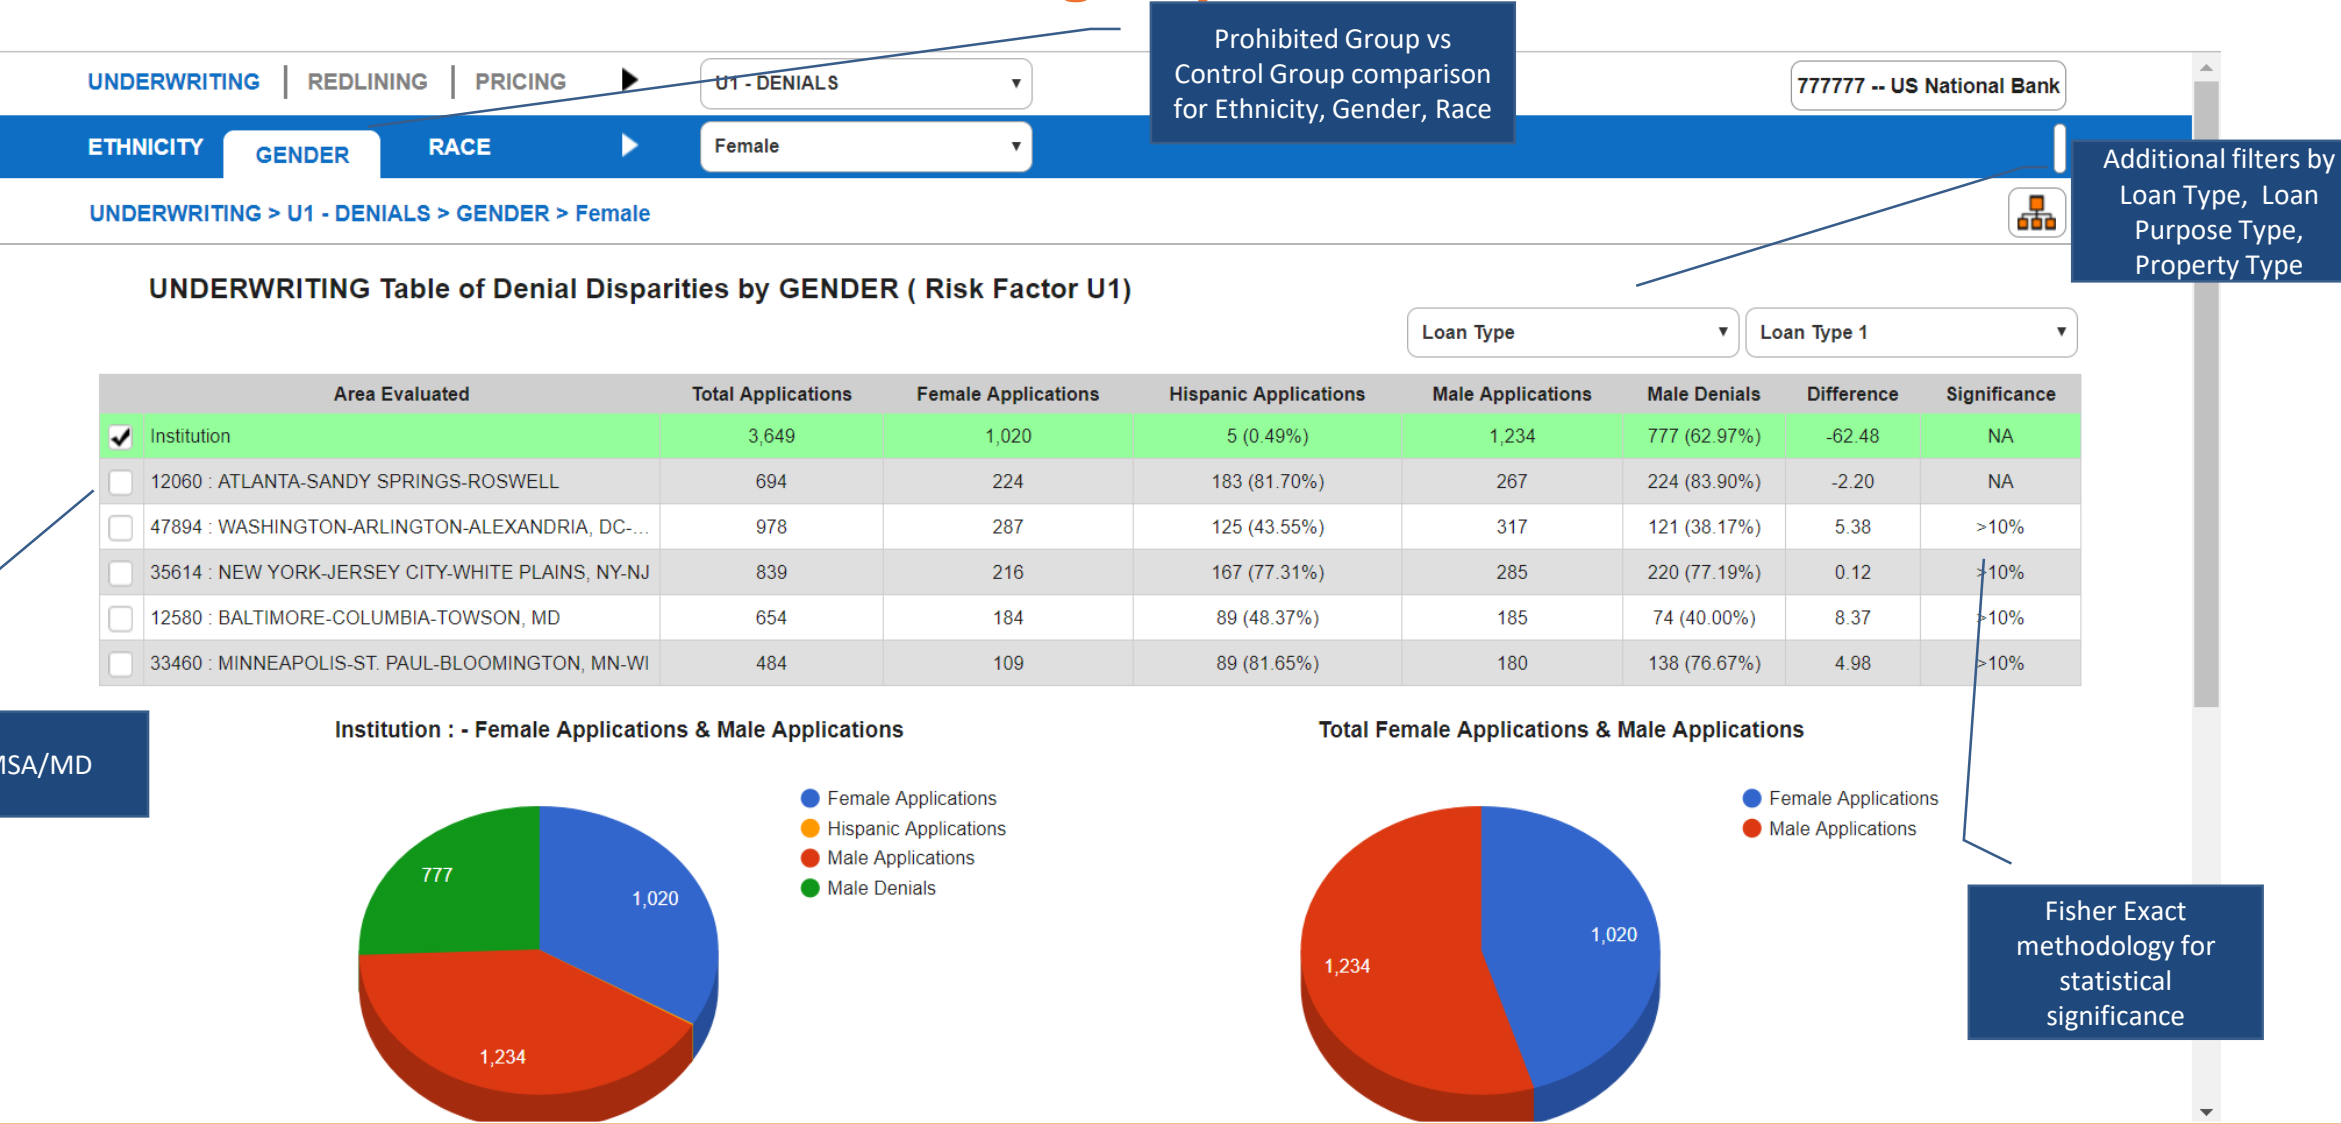 Prohibited Group vs
Control Group comparison
for Ethnicity, Gender, Race
UNDERWRITING REDLINING PRICING U1 - DENIALS 777777 -- US National Bank
ETHNICITY GENDER RACE Female
Additional filters by
Loan Type, Loan
Purpose Type,
Property Type
UNDERWRITING > U1 - DENIALS > GENDER > Female
UNDERWRITING Table of Denial Disparities by GENDER ( Risk Factor U1)
Loan Type Loan Type 1
Area Evaluated Total Applications Female Applications Hispanic Applications Male Applications Male Denials Difference Significance
Institution 3,649 1,020 5 (0.49%) 1,234 777 (62.97%) -62.48 NA
12060 : ATLANTA-SANDY SPRINGS-ROSWELL 694 224 183 (81.70%) 267 224 (83.90%) -2.20 NA
47894 : WASHINGTON-ARLINGTON-ALEXANDRIA, DC-... 978 287 125 (43.55%) 317 121 (38.17%) 5.38 >10%
35614 : NEW YORK-JERSEY CITY-WHITE PLAINS, NY-NJ 839 216 167 (77.31%) 285 220 (77.19%) 0.12 >10%
12580 : BALTIMORE-COLUMBIA-TOWSON, MD 654 184 89 (48.37%) 185 74 (40.00%) 8.37 >10%
33460 : MINNEAPOLIS-ST. PAUL-BLOOMINGTON, MN-WI 484 109 89 (81.65%) 180 138 (76.67%) 4.98 >10%
MSA/MD
Institution : - Female Applications & Male Applications
Female Applications
Hispanic Applications
Male Applications
Male Denials
777
1,020
1,234
Total Female Applications & Male Applications
Female Applications
Male Applications
1,020
1,234
Fisher Exact
methodology for
statistical
significance